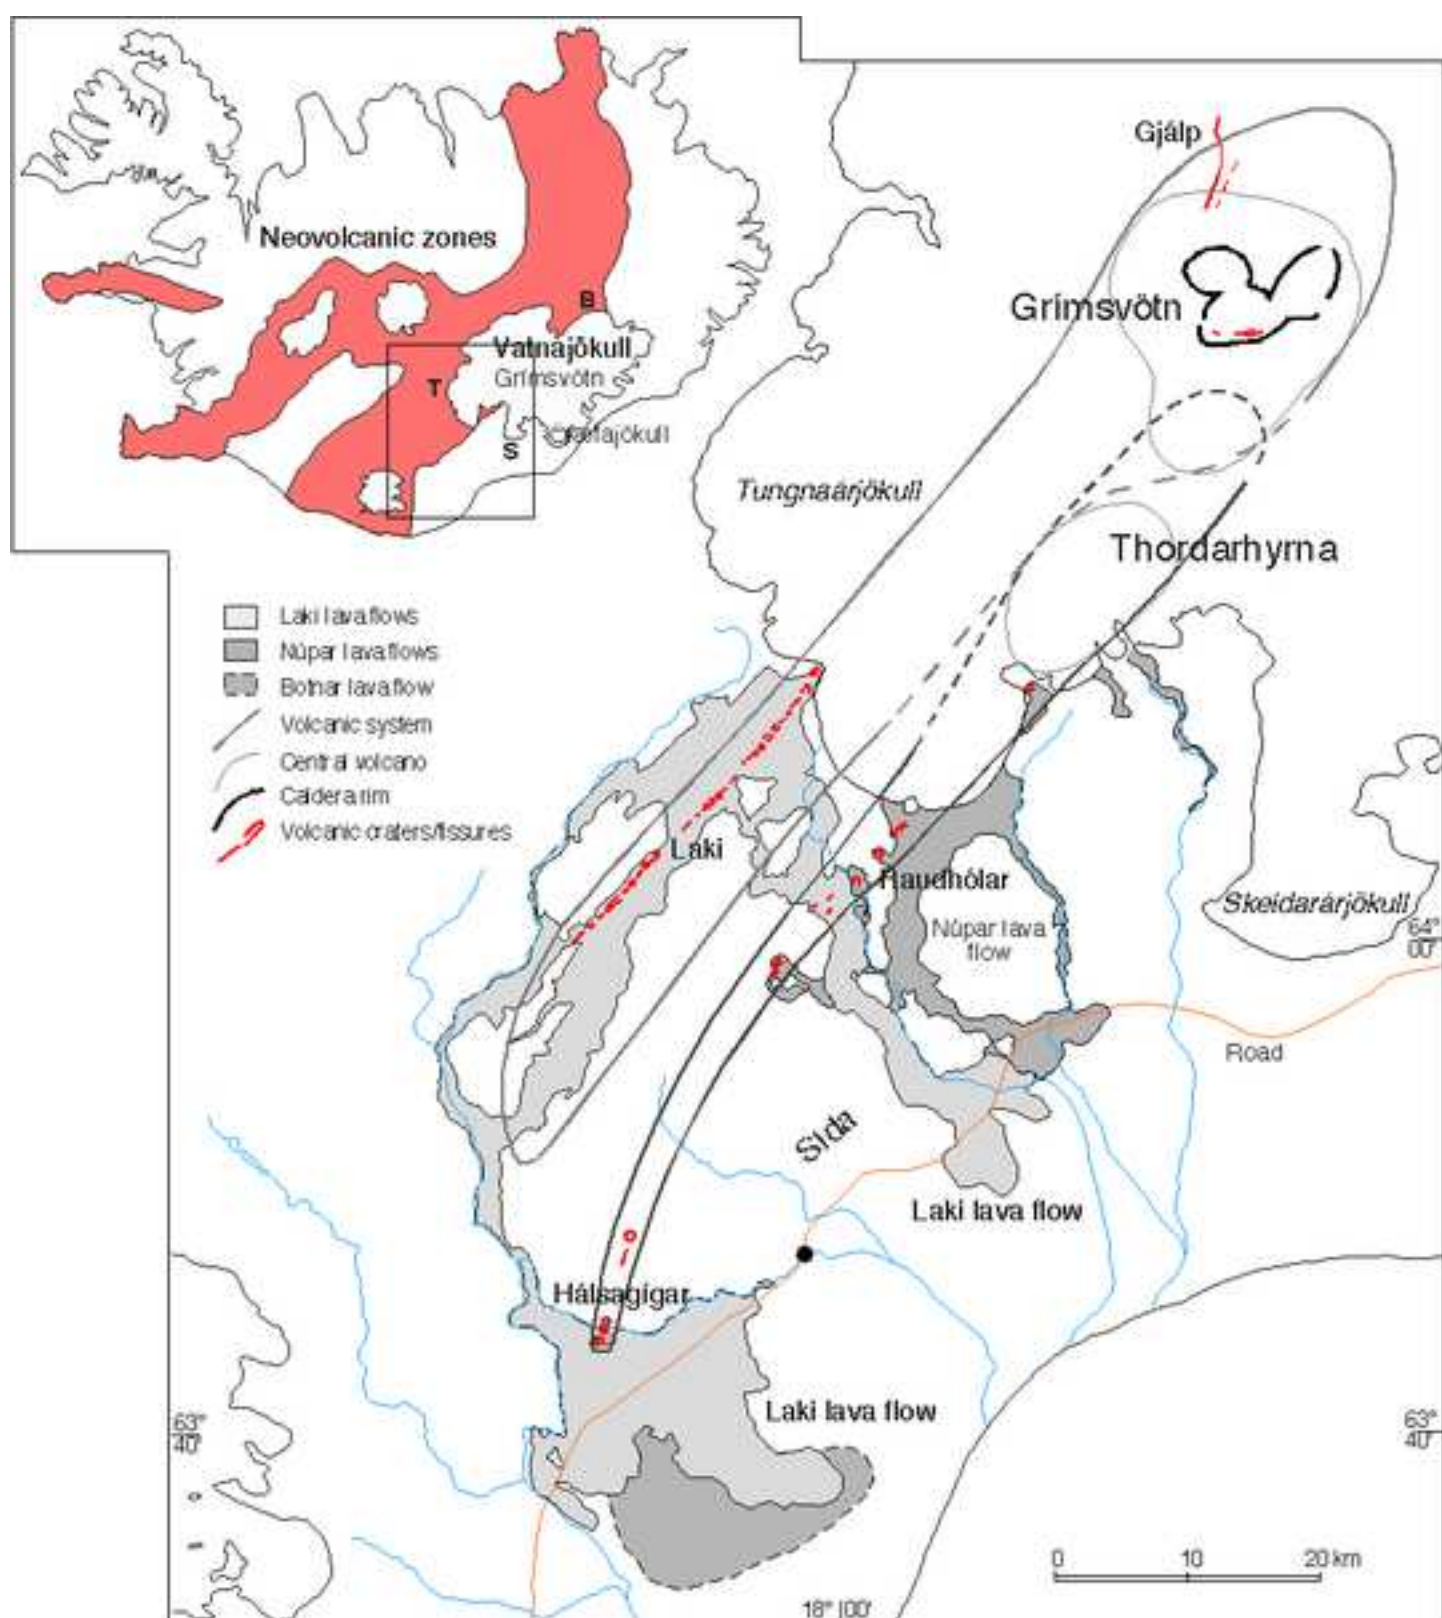 Gjálp
Neovolcanic zones
B
Grímsvötn
Vatnajökull
Grímsvötn
T
S
Tungnaárjökull
Thordarhyrna
Laki lava flows
Núpar lava flows
Botnar lava flow
Volcanic system
Central volcano
Caldera rim
Volcanic craters/fissures
Laki
Raudhólar
Skeidarárjökull
Núpar lava
flow
64°
00'
Road
Sída
Laki lava flow
Hálsagígar
Laki lava flow
63°
40'
63°
40'
0 10 20 km
18° 00'